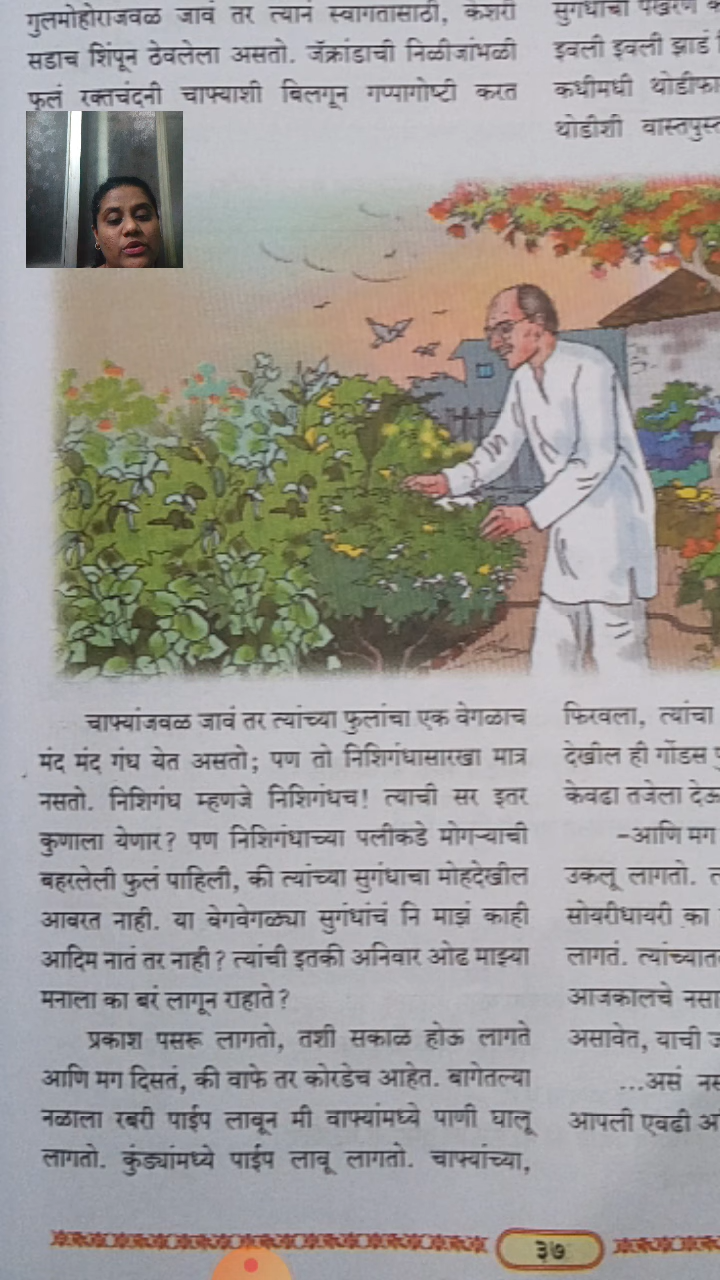 गुलमोहोराजवळ जावं तर त्यानं स्वागतासाठी, केशरी
सडाच शिंपून ठेवलेला असतो. जॅक्रांडाची निळीजांभळी
फुलं रक्तचंदनी चाफ्याशी बिलगून गप्पागोष्टी करत
चाफ्यांजवळ जावं तर त्यांच्या फुलांचा एक वेगळाच
मंद मंद गंध येत असतो; पण तो निशिगंधासारखा मात्र
नसतो. निशिगंध म्हणजे निशिगंधच! त्याची सर इतर
कुणाला येणार? पण निशिगंधाच्या पलीकडे मोगऱ्याची
बहरलेली फुलं पाहिली, की त्यांच्या सुगंधाचा मोहदेखील
आवरत नाही. या वेगवेगळ्या सुगंधांचं नि माझं काही
आदिम नातं तर नाही? त्यांची इतकी अनिवार ओढ माझ्या
मनाला का बरं लागून राहाते?
प्रकाश पसरू लागतो, तशी सकाळ होऊ लागते
आणि मग दिसतं, की वाफे तर कोरडेच आहेत. बागेतल्या
नळाला रबरी पाईप लावून मी वाफ्यांमध्ये पाणी घालू
लागतो. कुंड्यांमध्ये पाईप लावू लागतो. चाफ्यांच्या,
सुगंधाचा
इवली इवली झाडं
कधीमधी थोडीफा
थोडीशी वास्तपुस्त
फिरवला, त्यांचा
देखील ही गोंडस
केवढा तजेला देऊ
-आणि मग
उकलू लागतो.
सोयरीधायरी का
लागतं. त्यांच्यात
आजकालचे नसा
असावेत, याची
...असं नस
आपली एवढी अ
३७